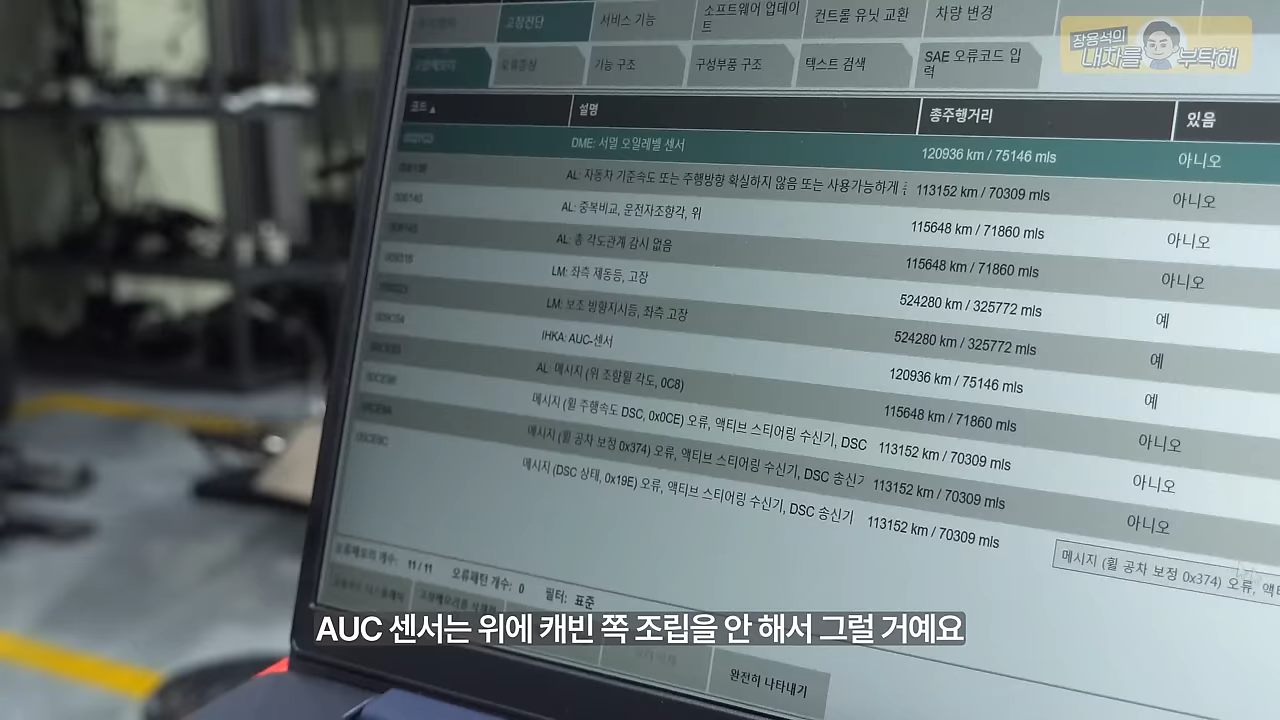 고장진단
서비스 기능
소프트웨어 업데이트
컨트롤 유닛 교환
차량 변경
장용석의
내차를 부탁해
기능 구조
구성부품 구조
텍스트 검색
SAE 오류코드 입력
코드 ▲ 설명 총주행거리 있음
DME: 서멀 오일레벨 센서 120936 km / 75146 mls 아니오
AL: 자동차 기준속도 또는 주행방향 확실하지 않음 또는 사용가능하게 113152 km / 70309 mls 아니오
AL: 중복비교, 운전자조향각, 위 115648 km / 71860 mls 아니오
AL: 총 각도관계 감시 없음 115648 km / 71860 mls 아니오
LM: 좌측 제동등, 고장 524280 km / 325772 mls 예
LM: 보조 방향지시등, 좌측 고장 524280 km / 325772 mls 예
IHKA: AUC-센서 120936 km / 75146 mls 예
AL: 메시지 (위 조향휠 각도, 0C8) 115648 km / 71860 mls 아니오
메시지 (휠 주행속도 DSC, 0x0CE) 오류, 액티브 스티어링 수신기, DSC 113152 km / 70309 mls 아니오
메시지 (휠 공차 보정 0x374) 오류, 액티브 스티어링 수신기, DSC 송신기 113152 km / 70309 mls 아니오
메시지 (DSC 상태, 0x19E) 오류, 액티브 스티어링 수신기, DSC 송신기 113152 km / 70309 mls
메시지 (휠 공차 보정 0x374) 오류, 액
오류메모리 개수: 11 / 11 오류패턴 개수: 0 필터: 표준
AUC 센서는 위에 캐빈 쪽 조립을 안 해서 그럴 거예요
완전히 나타내기